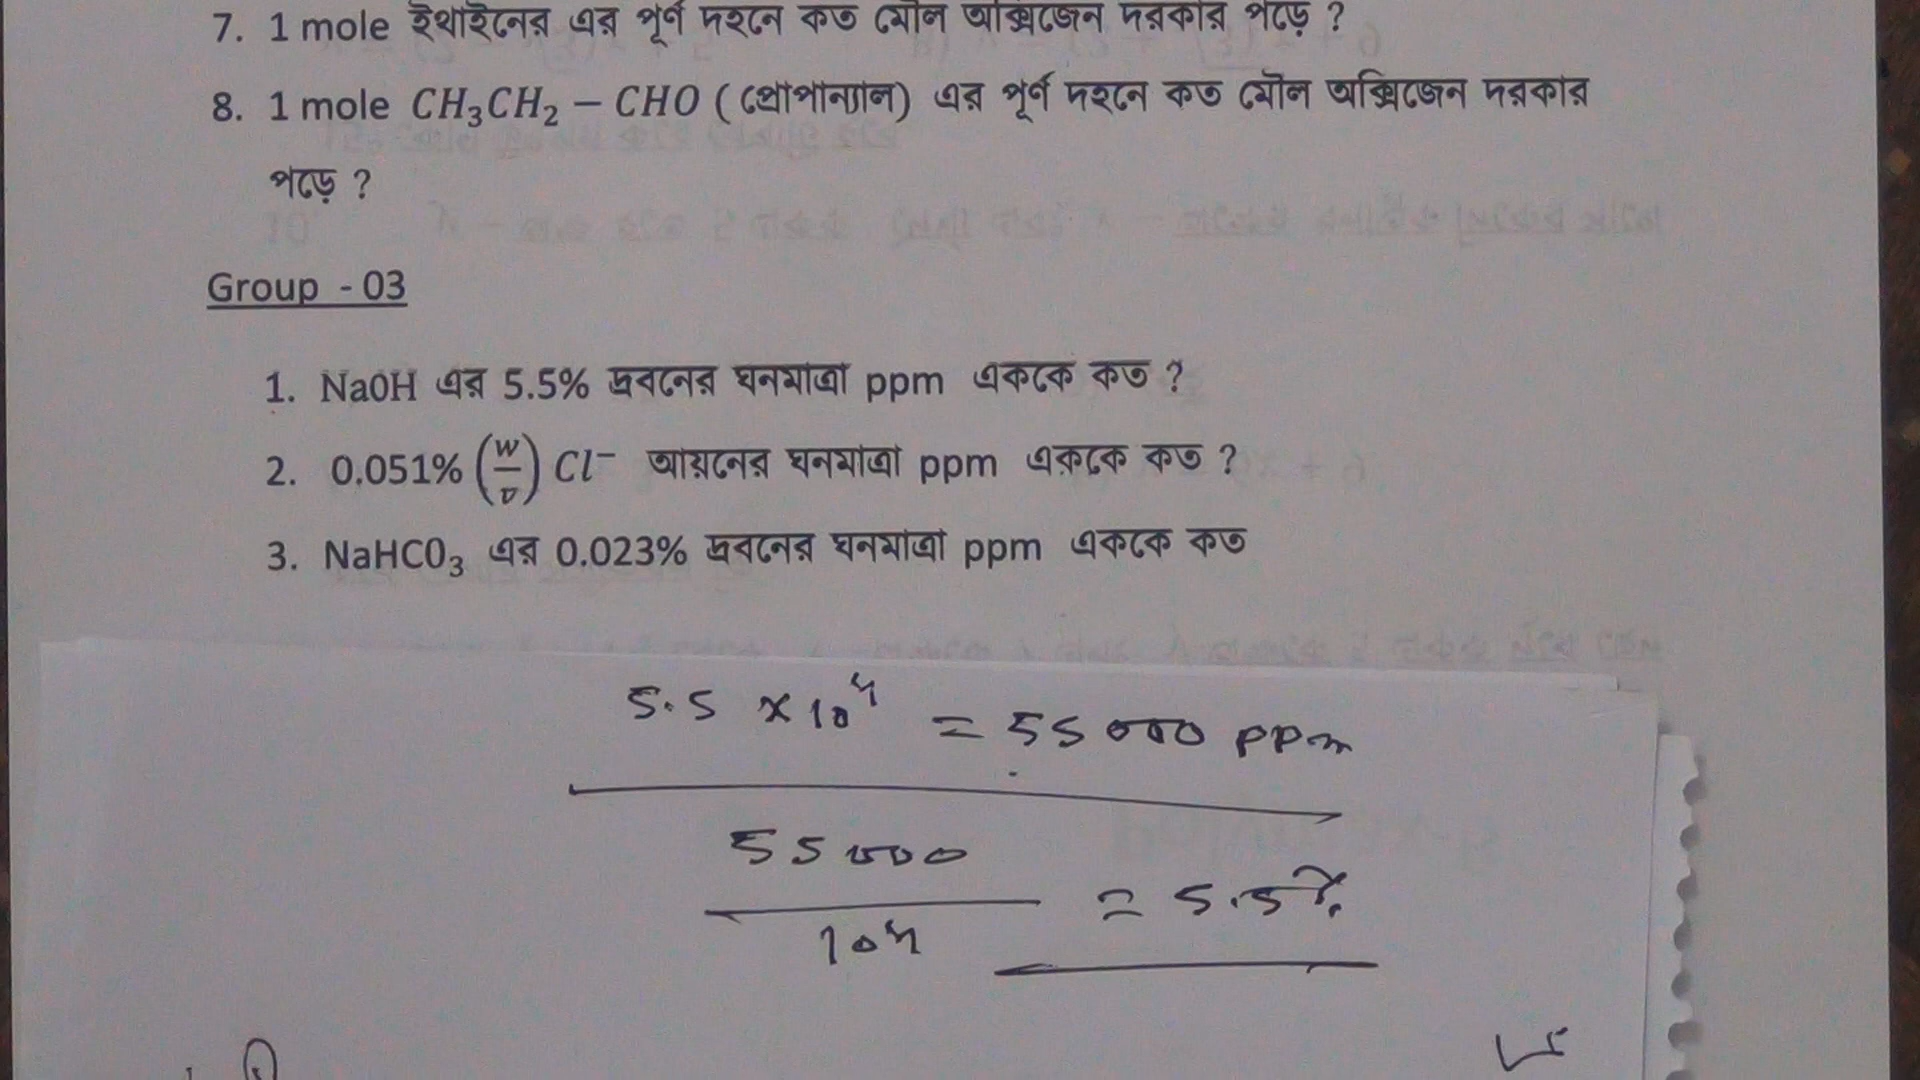 7. 1 mole ইথাইনের এর পূর্ণ দহনে কত মৌল অক্সিজেন দরকার পড়ে ?
8. 1 mole CH₃CH₂ – CHO ( প্রোপান্যাল) এর পূর্ণ দহনে কত মৌল অক্সিজেন দরকার
পড়ে ?
Group - 03
1. NaOH এর 5.5% দ্রবনের ঘনমাত্রা ppm এককে কত ?
2. 0.051% (W/v) Cl⁻ আয়নের ঘনমাত্রা ppm এককে কত ?
3. NaHCO₃ এর 0.023% দ্রবনের ঘনমাত্রা ppm এককে কত
5.5 × 10⁴ = 55000 ppm
55000
= 5.5%
10⁴